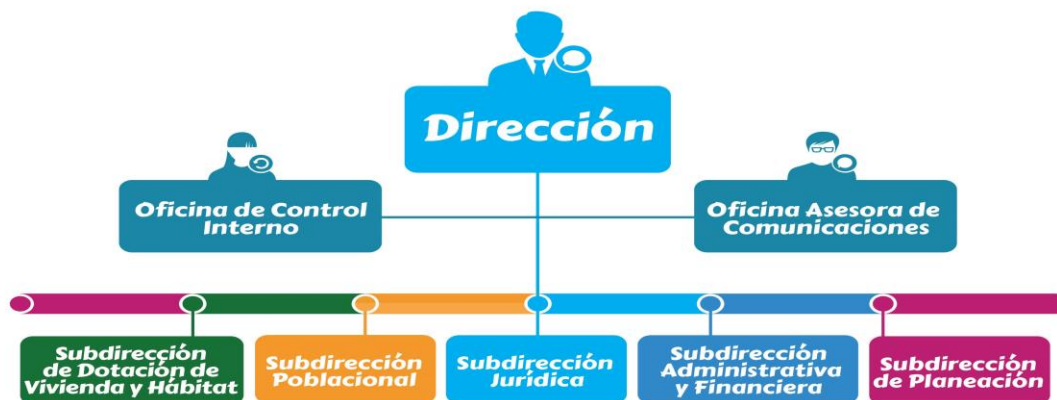 Dirección
Oficina de Control
Interno
Oficina Asesora de
Comunicaciones
Subdirección
de Dotación de
Vivienda y Hábitat
Subdirección
Poblacional
Subdirección
Jurídica
Subdirección
Administrativa
y Financiera
Subdirección
de Planeación